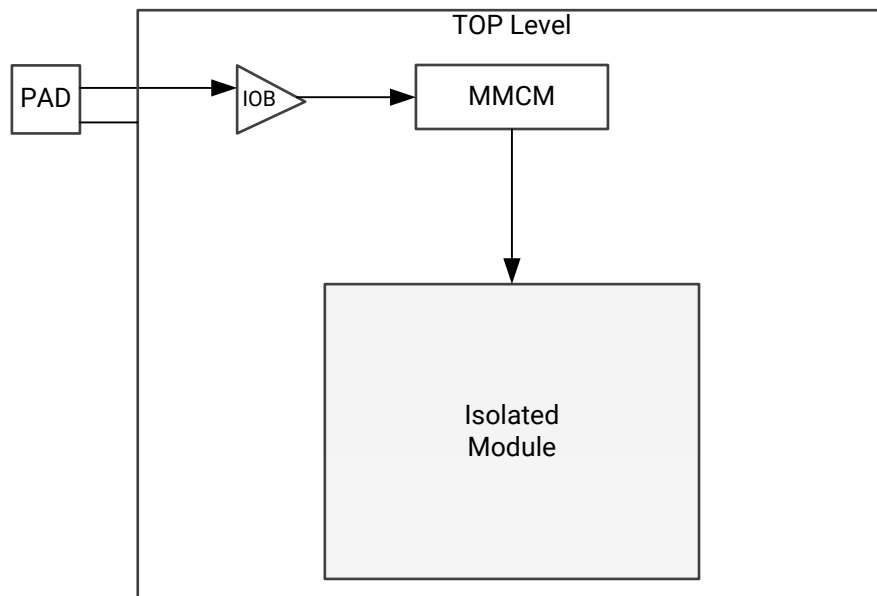 TOP Level
PAD
IOB
MMCM
Isolated
Module